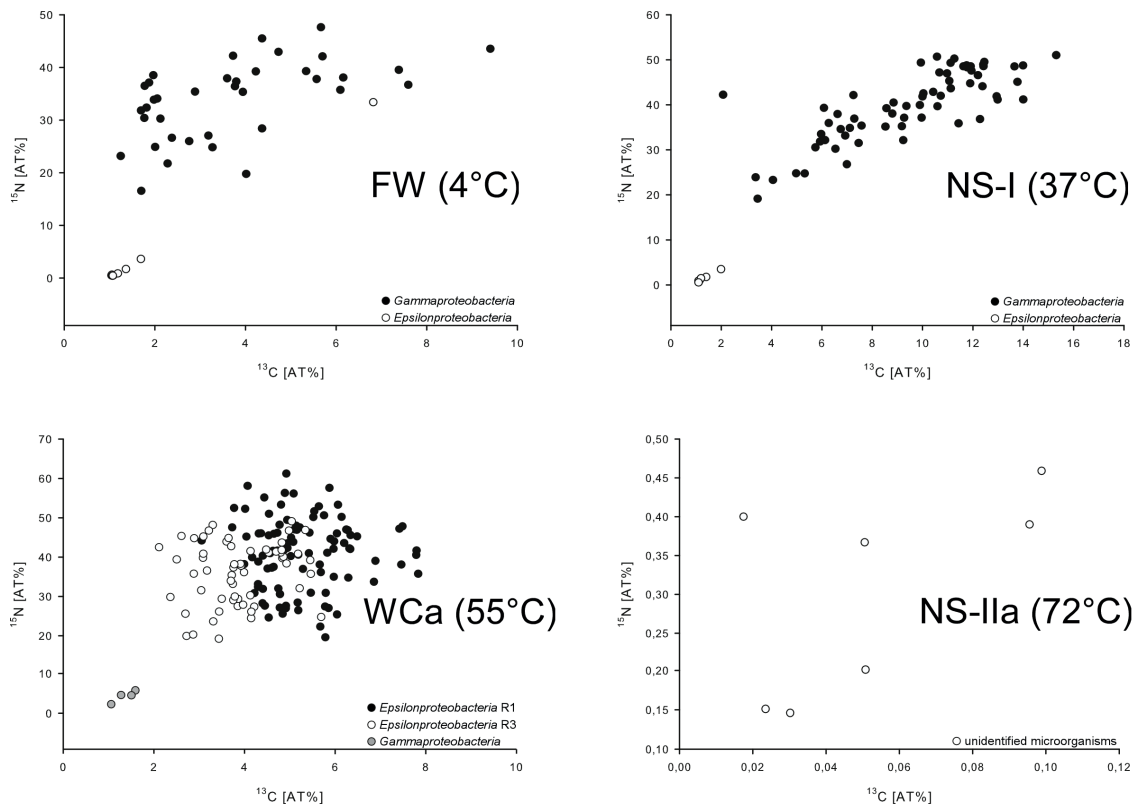 50
40
30
20
10
0
¹⁵N [AT%]
FW (4°C)
Gammaproteobacteria
Epsilonproteobacteria
0 2 4 6 8 10
¹³C [AT%]
60
50
40
30
20
10
0
¹⁵N [AT%]
NS-I (37°C)
Gammaproteobacteria
Epsilonproteobacteria
0 2 4 6 8 10 12 14 16 18
¹³C [AT%]
70
60
50
40
30
20
10
0
¹⁵N [AT%]
WCa (55°C)
Epsilonproteobacteria R1
Epsilonproteobacteria R3
Gammaproteobacteria
0 2 4 6 8 10
¹³C [AT%]
0,50
0,45
0,40
0,35
0,30
0,25
0,20
0,15
0,10
¹⁵N [AT%]
NS-IIa (72°C)
unidentified microorganisms
0,00 0,02 0,04 0,06 0,08 0,10 0,12
¹³C [AT%]